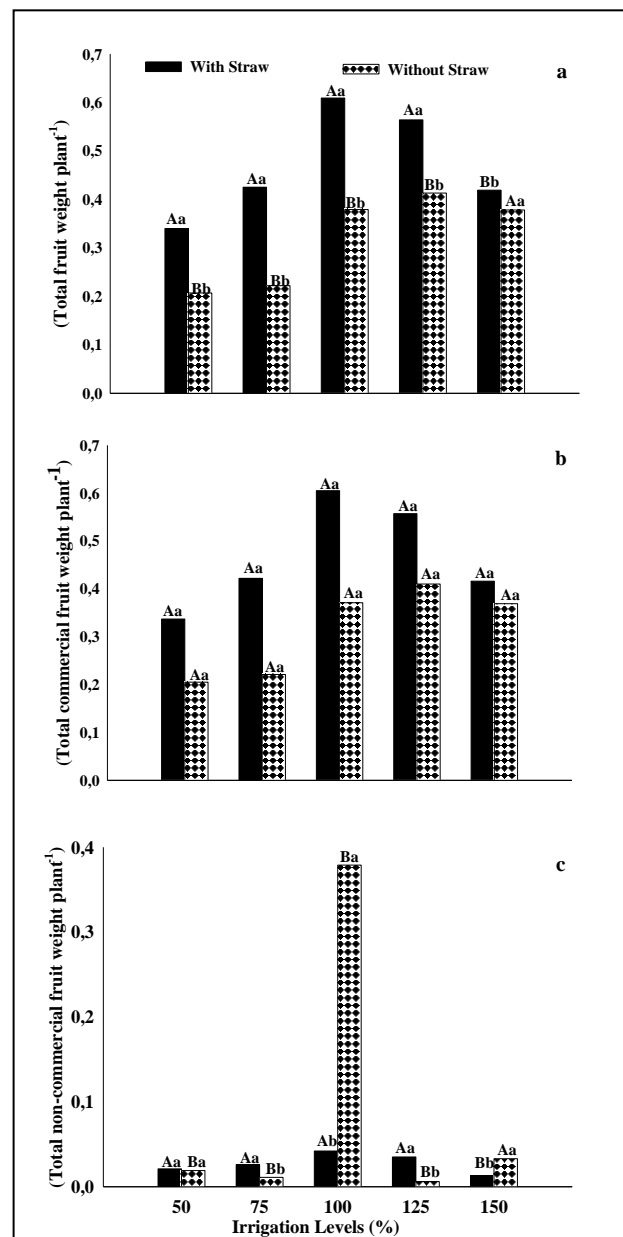 0,7
With Straw Without Straw a
Aa
0,6
Aa
0,5
Aa Bb Bb
0,4 Bb Aa
Aa
0,3
Bb Bb
0,2
0,1
0,0
(Total fruit weight plant-1)
0,7
b
Aa
0,6
Aa
0,5
Aa Aa Aa
0,4 Aa Aa
Aa
0,3
Aa Aa
0,2
0,1
0,0
(Total commercial fruit weight plant-1)
0,4
Ba c
0,3
0,2
0,1
Aa Ba Aa Bb Ab Aa Bb Bb Aa
0,0
(Total non-commercial fruit weight plant-1)
50 75 100 125 150
Irrigation Levels (%)